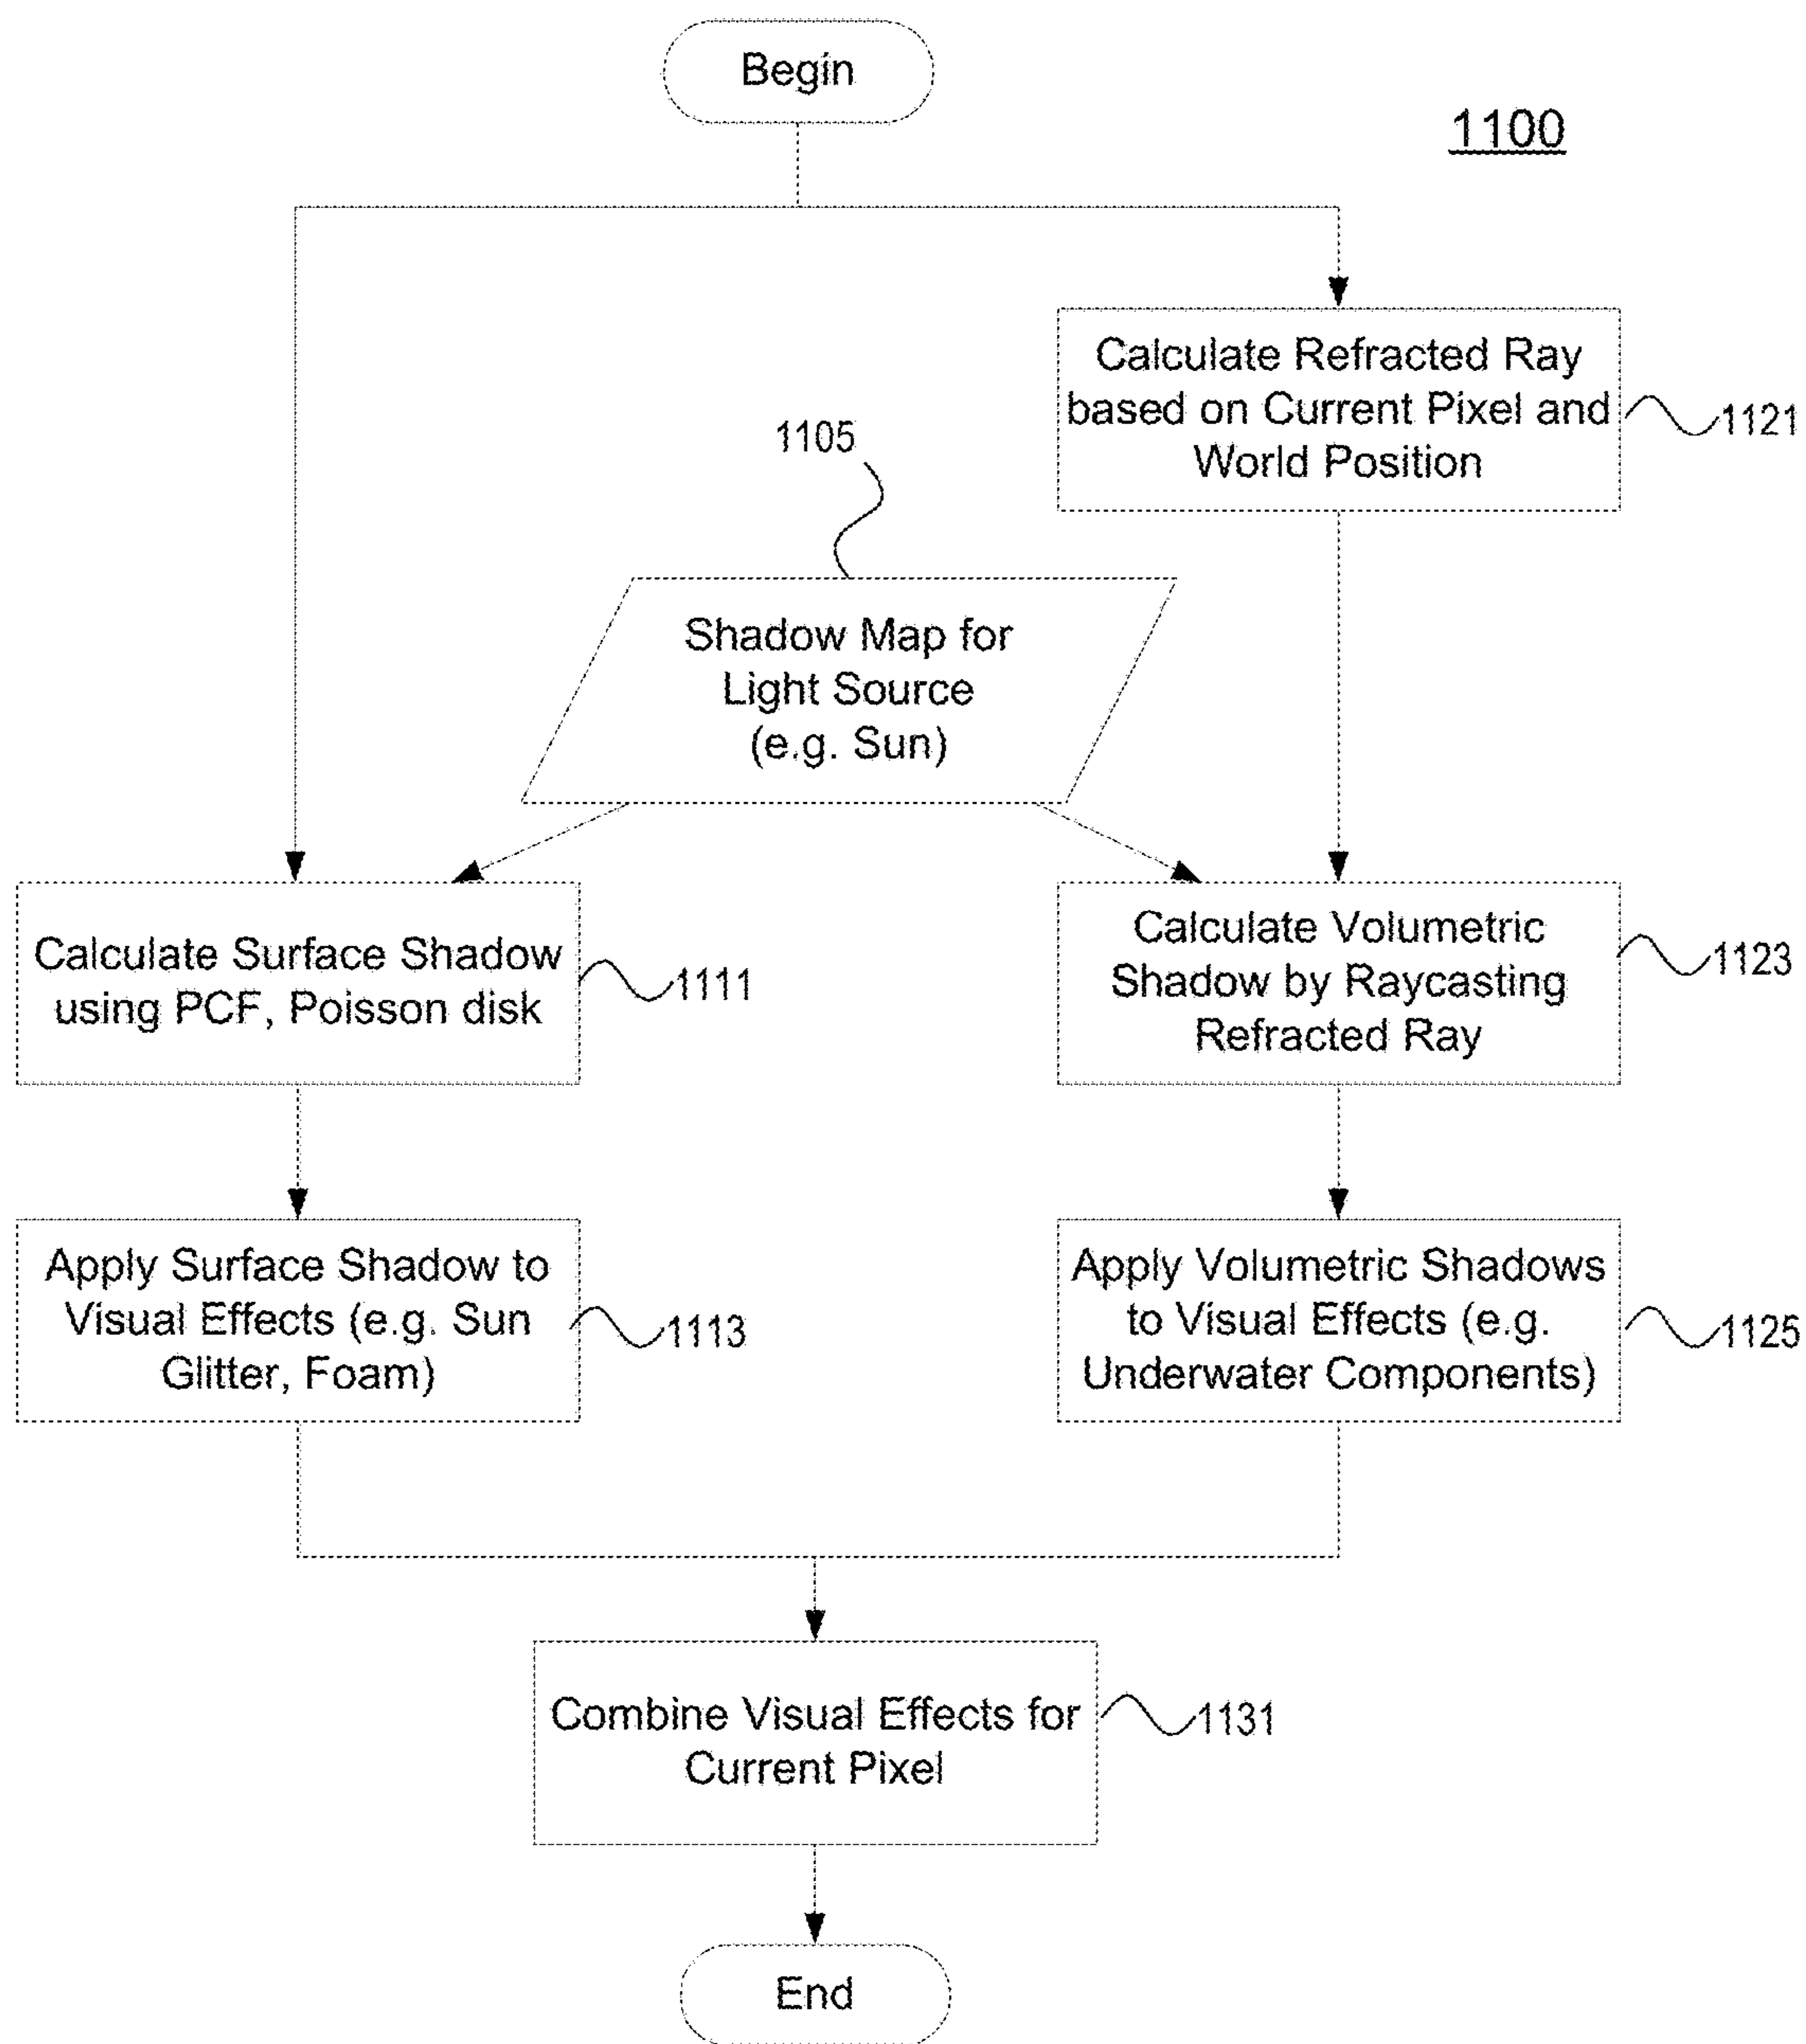 Begin
1100
Calculate Refracted Ray
based on Current Pixel and
World Position
1121
1105
Shadow Map for
Light Source
(e.g. Sun)
Calculate Surface Shadow
using PCF, Poisson disk
1111
Calculate Volumetric
Shadow by Raycasting
Refracted Ray
1123
Apply Surface Shadow to
Visual Effects (e.g. Sun
Glitter, Foam)
1113
Apply Volumetric Shadows
to Visual Effects (e.g.
Underwater Components)
1125
Combine Visual Effects for
Current Pixel
1131
End